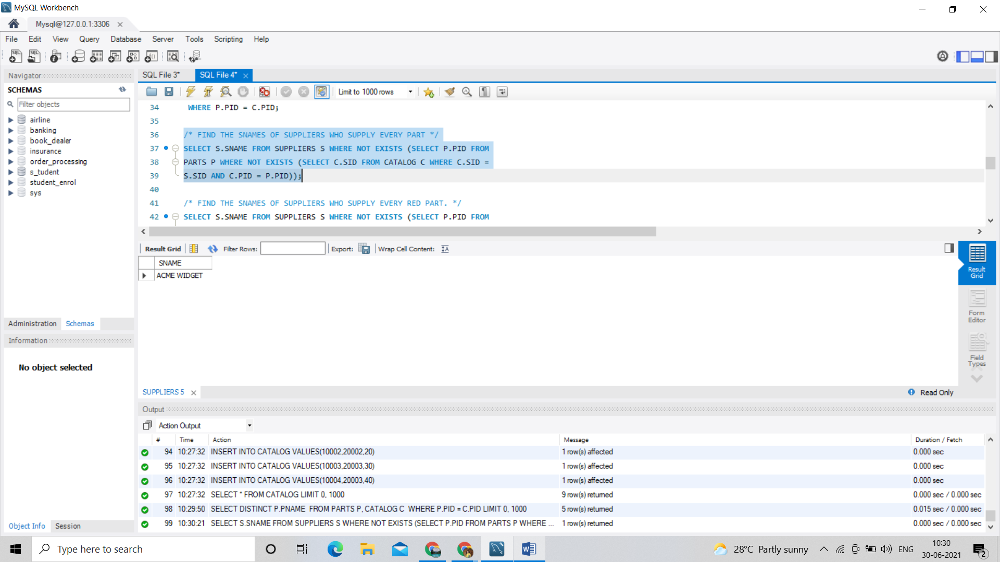 MySQL Workbench
Mysql@127.0.0.1:3306
File Edit View Query Database Server Tools Scripting Help
Navigator
SCHEMAS
Filter objects
airline
banking
book_dealer
insurance
order_processing
s_tudent
student_enrol
sys
Administration Schemas
Information
No object selected
Object Info Session
SQL File 3* SQL File 4*
Limit to 1000 rows
34 WHERE P.PID = C.PID;
35
36 /* FIND THE SNAMES OF SUPPLIERS WHO SUPPLY EVERY PART */
37 SELECT S.SNAME FROM SUPPLIERS S WHERE NOT EXISTS (SELECT P.PID FROM
38 PARTS P WHERE NOT EXISTS (SELECT C.SID FROM CATALOG C WHERE C.SID =
39 S.SID AND C.PID = P.PID));
40
41 /* FIND THE SNAMES OF SUPPLIERS WHO SUPPLY EVERY RED PART. */
42 SELECT S.SNAME FROM SUPPLIERS S WHERE NOT EXISTS (SELECT P.PID FROM
Result Grid Filter Rows: Export: Wrap Cell Content:
SNAME
ACME WIDGET
Result
Grid
Form
Editor
Field
Types
SUPPLIERS 5
Read Only
Output
Action Output
# Time Action Message Duration / Fetch
94 10:27:32 INSERT INTO CATALOG VALUES(10002,20002,20) 1 row(s) affected 0.000 sec
95 10:27:32 INSERT INTO CATALOG VALUES(10003,20003,30) 1 row(s) affected 0.000 sec
96 10:27:32 INSERT INTO CATALOG VALUES(10004,20003,40) 1 row(s) affected 0.000 sec
97 10:27:32 SELECT * FROM CATALOG LIMIT 0, 1000 9 row(s) returned 0.000 sec / 0.000 sec
98 10:29:50 SELECT DISTINCT P.PNAME FROM PARTS P, CATALOG C WHERE P.PID = C.PID LIMIT 0, 1000 5 row(s) returned 0.015 sec / 0.000 sec
99 10:30:21 SELECT S.SNAME FROM SUPPLIERS S WHERE NOT EXISTS (SELECT P.PID FROM PARTS P WHERE ... 1 row(s) returned 0.000 sec / 0.000 sec
Type here to search
28°C Partly sunny
ENG
10:30
30-06-2021
2